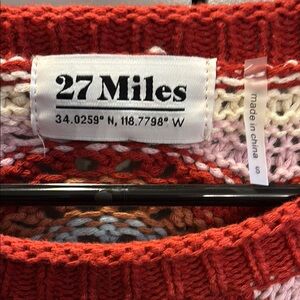 27 Miles
34.0259° N, 118.7798° W
made in china
S